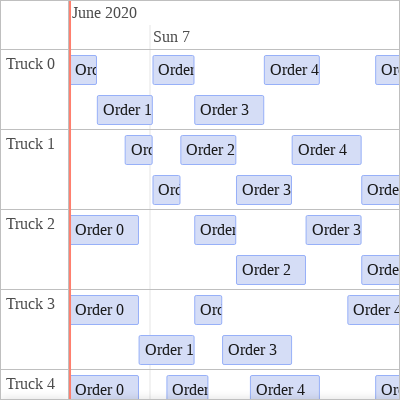 June 2020
Sun 7
Truck 0
Orc Order Order 4 Or
Order 1 Order 3
Truck 1
Orc Order 2 Order 4
Orc Order 3 Orde
Truck 2
Order 0 Order Order 3
Order 2 Orde
Truck 3
Order 0 Orc Order 4
Order 1 Order 3
Truck 4
Order 0 Order Order 4 Or